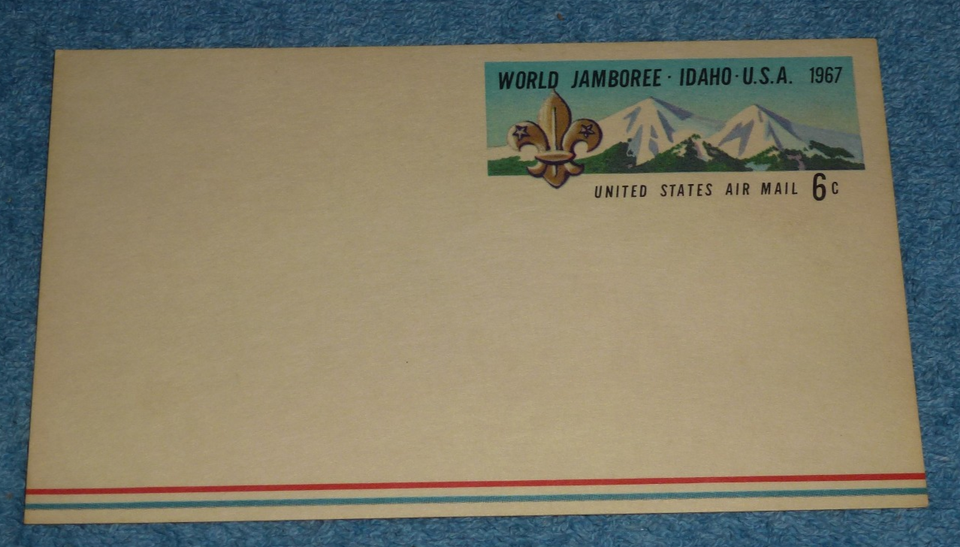 WORLD JAMBOREE · IDAHO · U.S.A. 1967
UNITED STATES AIR MAIL 6c